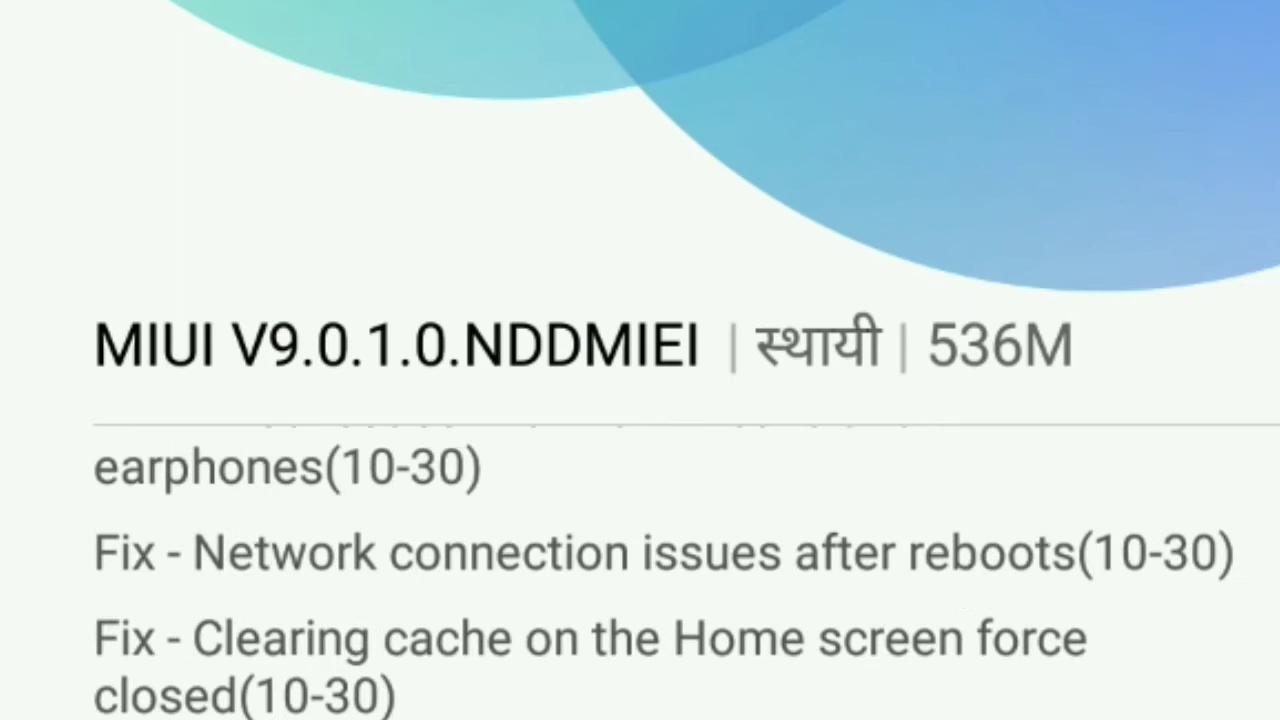 MIUI V9.0.1.0.NDDMIEI | स्थायी | 536M
earphones(10-30)
Fix - Network connection issues after reboots(10-30)
Fix - Clearing cache on the Home screen force
closed(10-30)